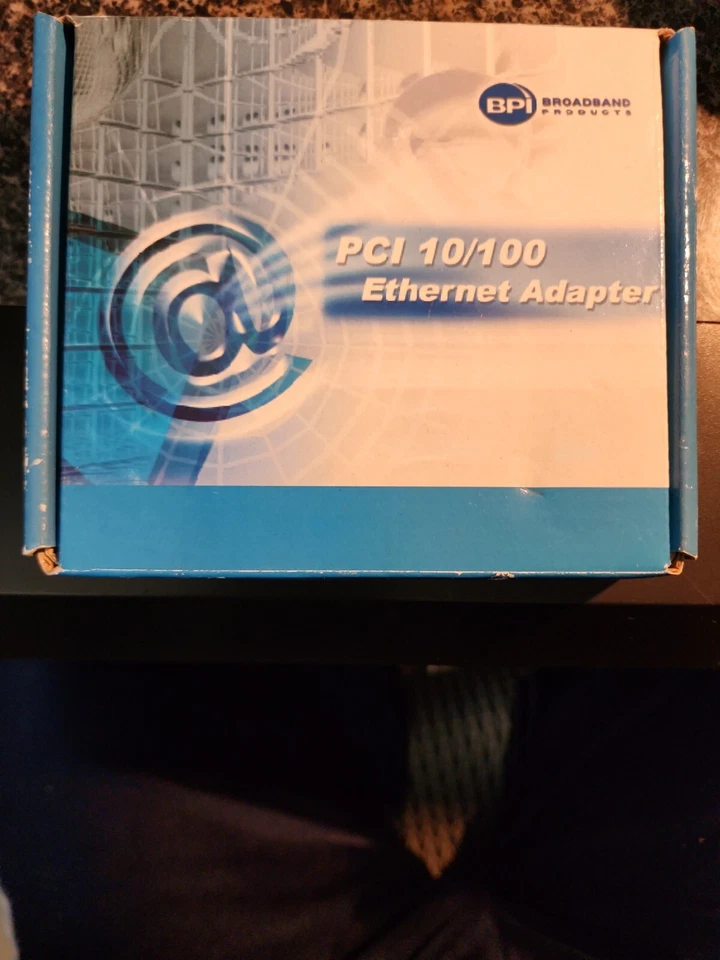 BPi BROADBAND
PRODUCTS
PCI 10/100
Ethernet Adapter
@